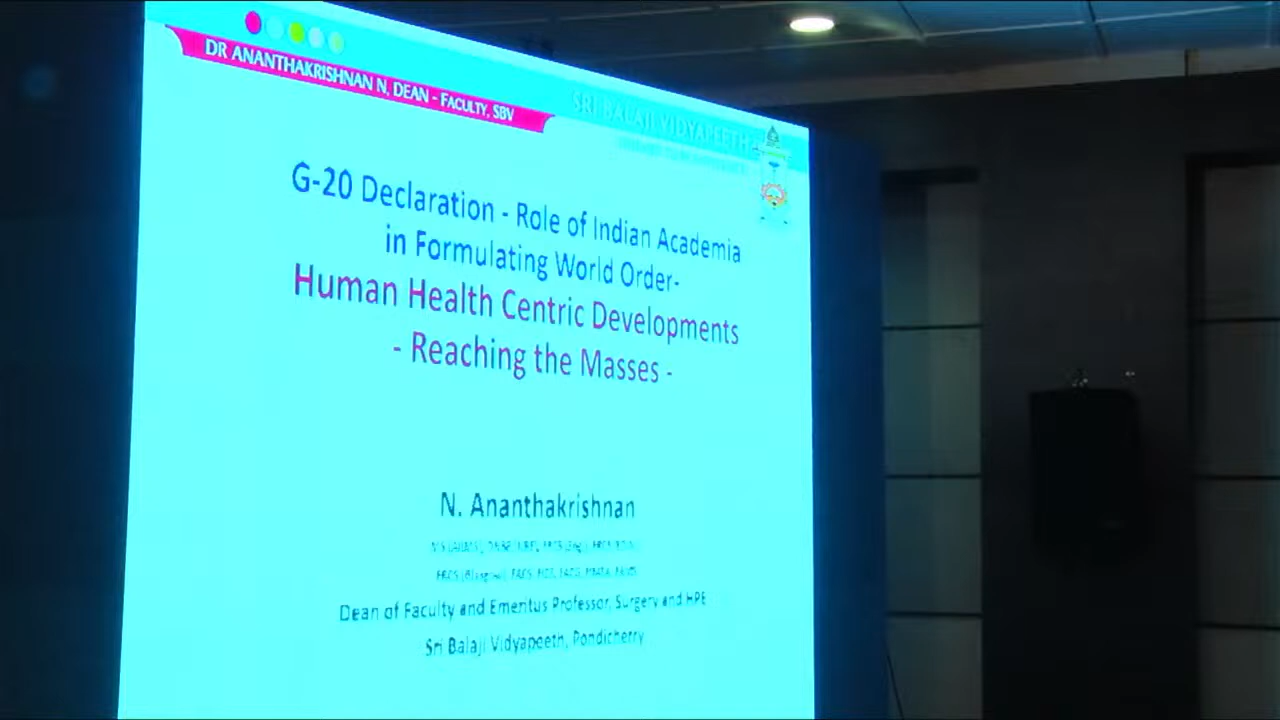 DR ANANTHAKRISHNAN N, DEAN - FACULTY, SBV
SRI BALAJI VIDYAPEETH
G-20 Declaration - Role of Indian Academia
in Formulating World Order-
Human Health Centric Developments
- Reaching the Masses -
N. Ananthakrishnan
Dean of Faculty and Emeritus Professor, Surgery and HPE
Sri Balaji Vidyapeeth, Pondicherry